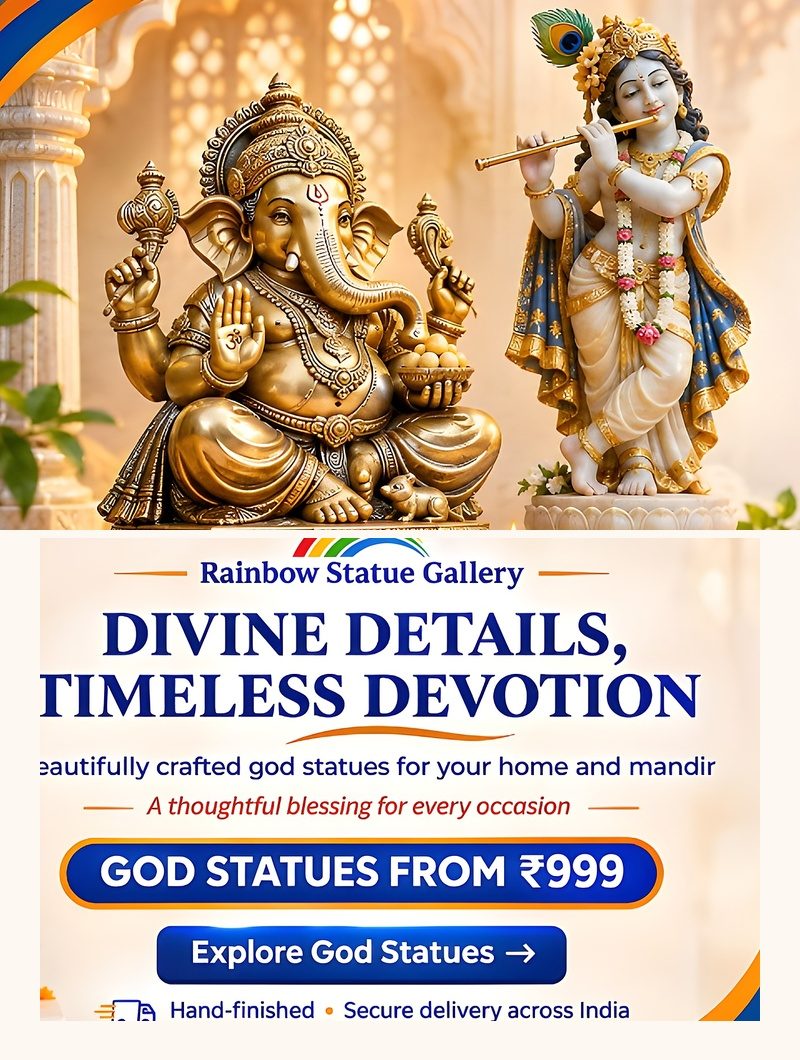 ॐ
Rainbow Statue Gallery
DIVINE DETAILS,
TIMELESS DEVOTION
eautifully crafted god statues for your home and mandir
A thoughtful blessing for every occasion
GOD STATUES FROM ₹999
Explore God Statues →
Hand-finished • Secure delivery across India